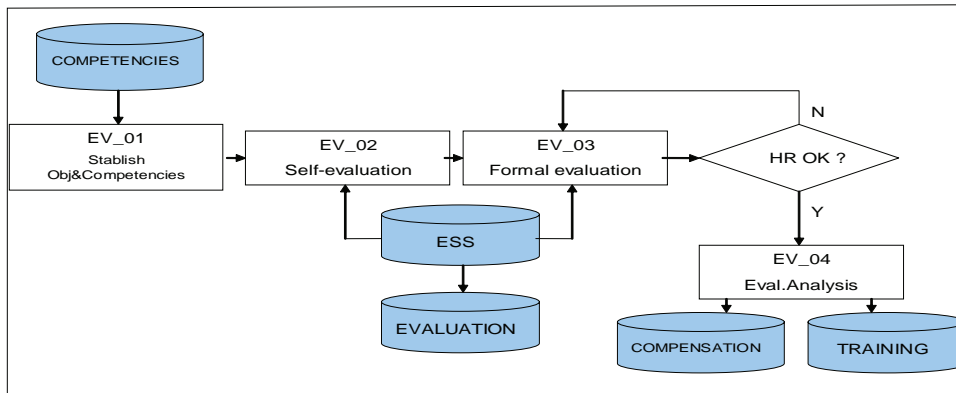 COMPETENCIES
EV_01
Stablish
Obj&Competencies
EV_02
Self-evaluation
EV_03
Formal evaluation
N
HR OK ?
Y
ESS
EV_04
Eval.Analysis
EVALUATION
COMPENSATION
TRAINING